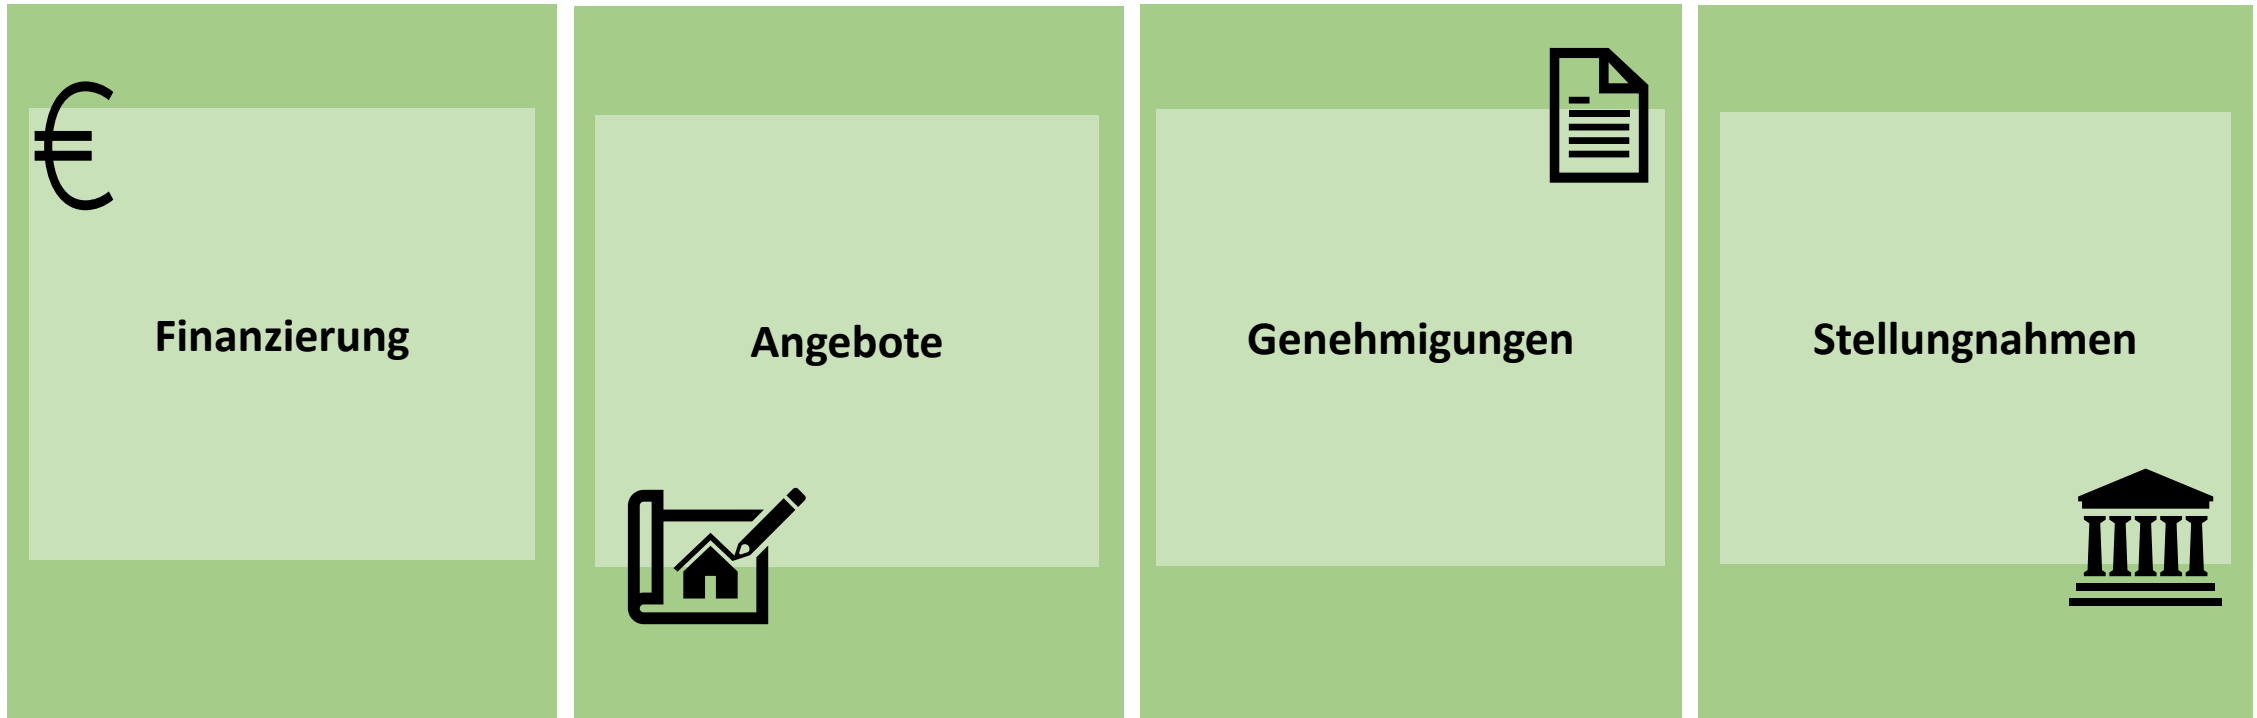 €
Finanzierung
Angebote
Genehmigungen
Stellungnahmen